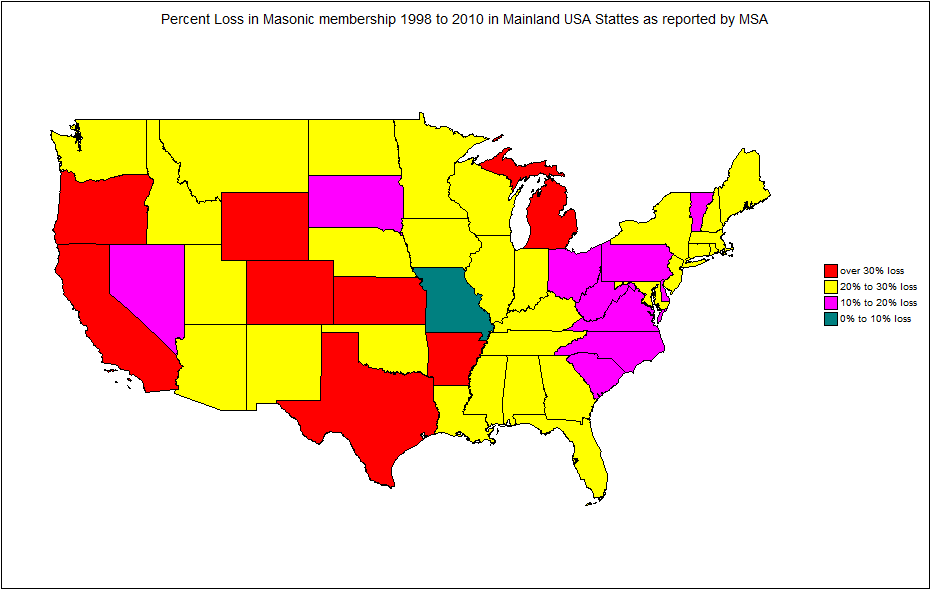 Percent Loss in Masonic membership 1998 to 2010 in Mainland USA Stattes as reported by MSA
over 30% loss
20% to 30% loss
10% to 20% loss
0% to 10% loss